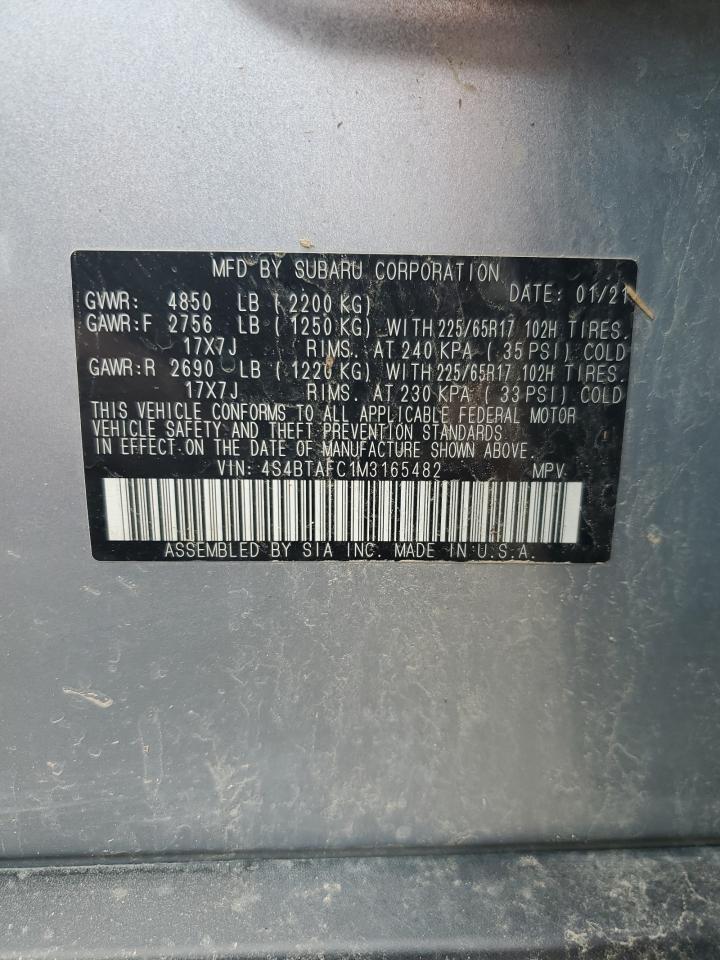 MFD BY SUBARU CORPORATION
DATE: 01/21
GVWR: 4850 LB (2200 KG)
GAWR:F 2756 LB (1250 KG) WITH 225/65R17 102H TIRES.
17X7J RIMS. AT 240 KPA (35 PSI) COLD
GAWR:R 2690 LB (1220 KG) WITH 225/65R17 102H TIRES.
17X7J RIMS. AT 230 KPA (33 PSI) COLD
THIS VEHICLE CONFORMS TO ALL APPLICABLE FEDERAL MOTOR
VEHICLE SAFETY AND THEFT PREVENTION STANDARDS
IN EFFECT ON THE DATE OF MANUFACTURE SHOWN ABOVE.
VIN: 4S4BTAFC1M3165482 MPV
ASSEMBLED BY SIA INC. MADE IN U.S.A.